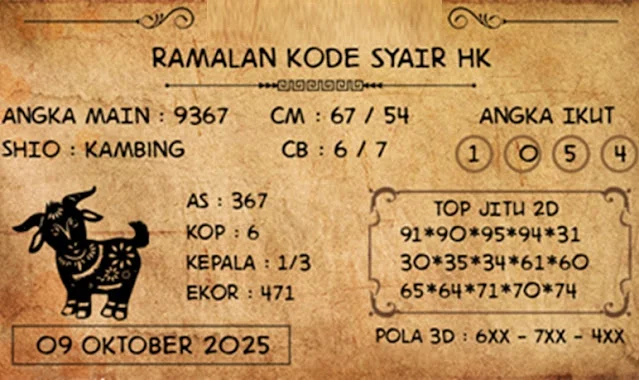 RAMALAN KODE SYAIR HK
ANGKA MAIN : 9367
CM : 67 / 54
ANGKA IKUT
SHIO : KAMBING
CB : 6 / 7
1 0 5 4
AS : 367
KOP : 6
KEPALA : 1/3
EKOR : 471
TOP JITU 2D
91*90*95*94*31
30*35*34*61*60
65*64*71*70*74
09 OKTOBER 2025
POLA 3D : 6XX - 7XX - 4XX